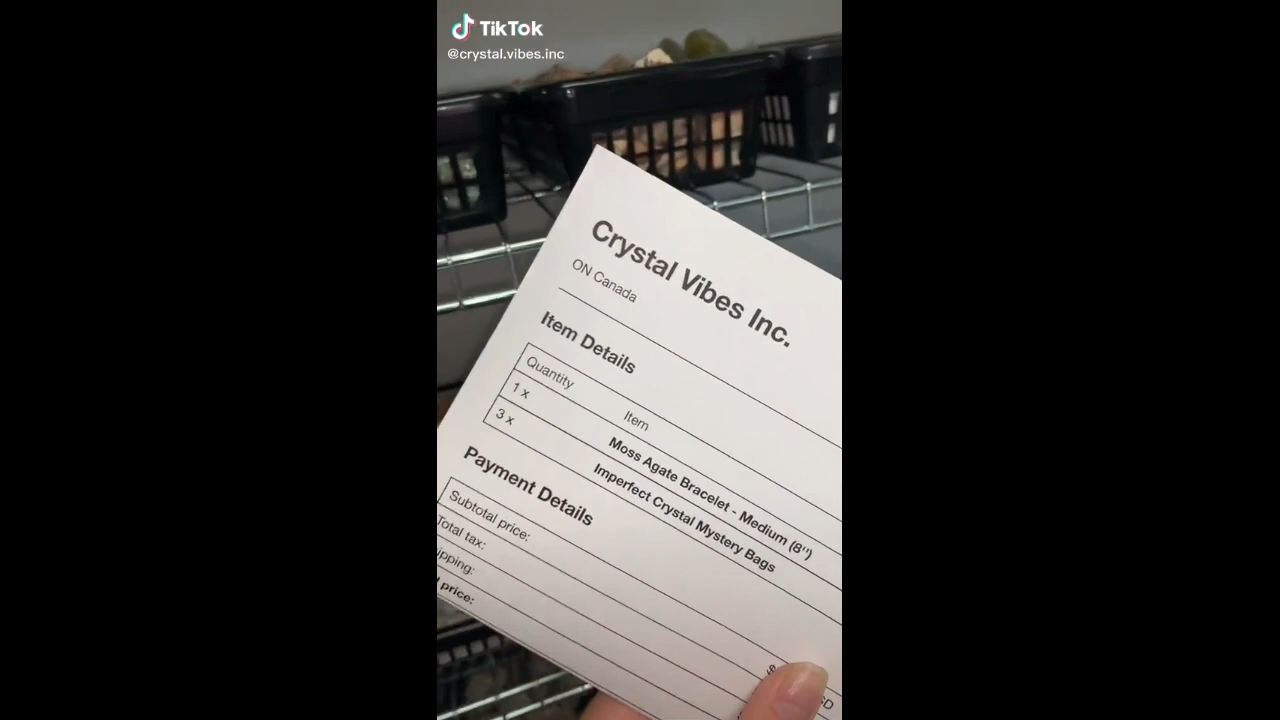 TikTok
@crystal.vibes.inc
Crystal Vibes Inc.
ON Canada
Item Details
Quantity Item
1 x Moss Agate Bracelet - Medium (8")
3 x Imperfect Crystal Mystery Bags
Payment Details
Subtotal price:
Total tax:
price:
$